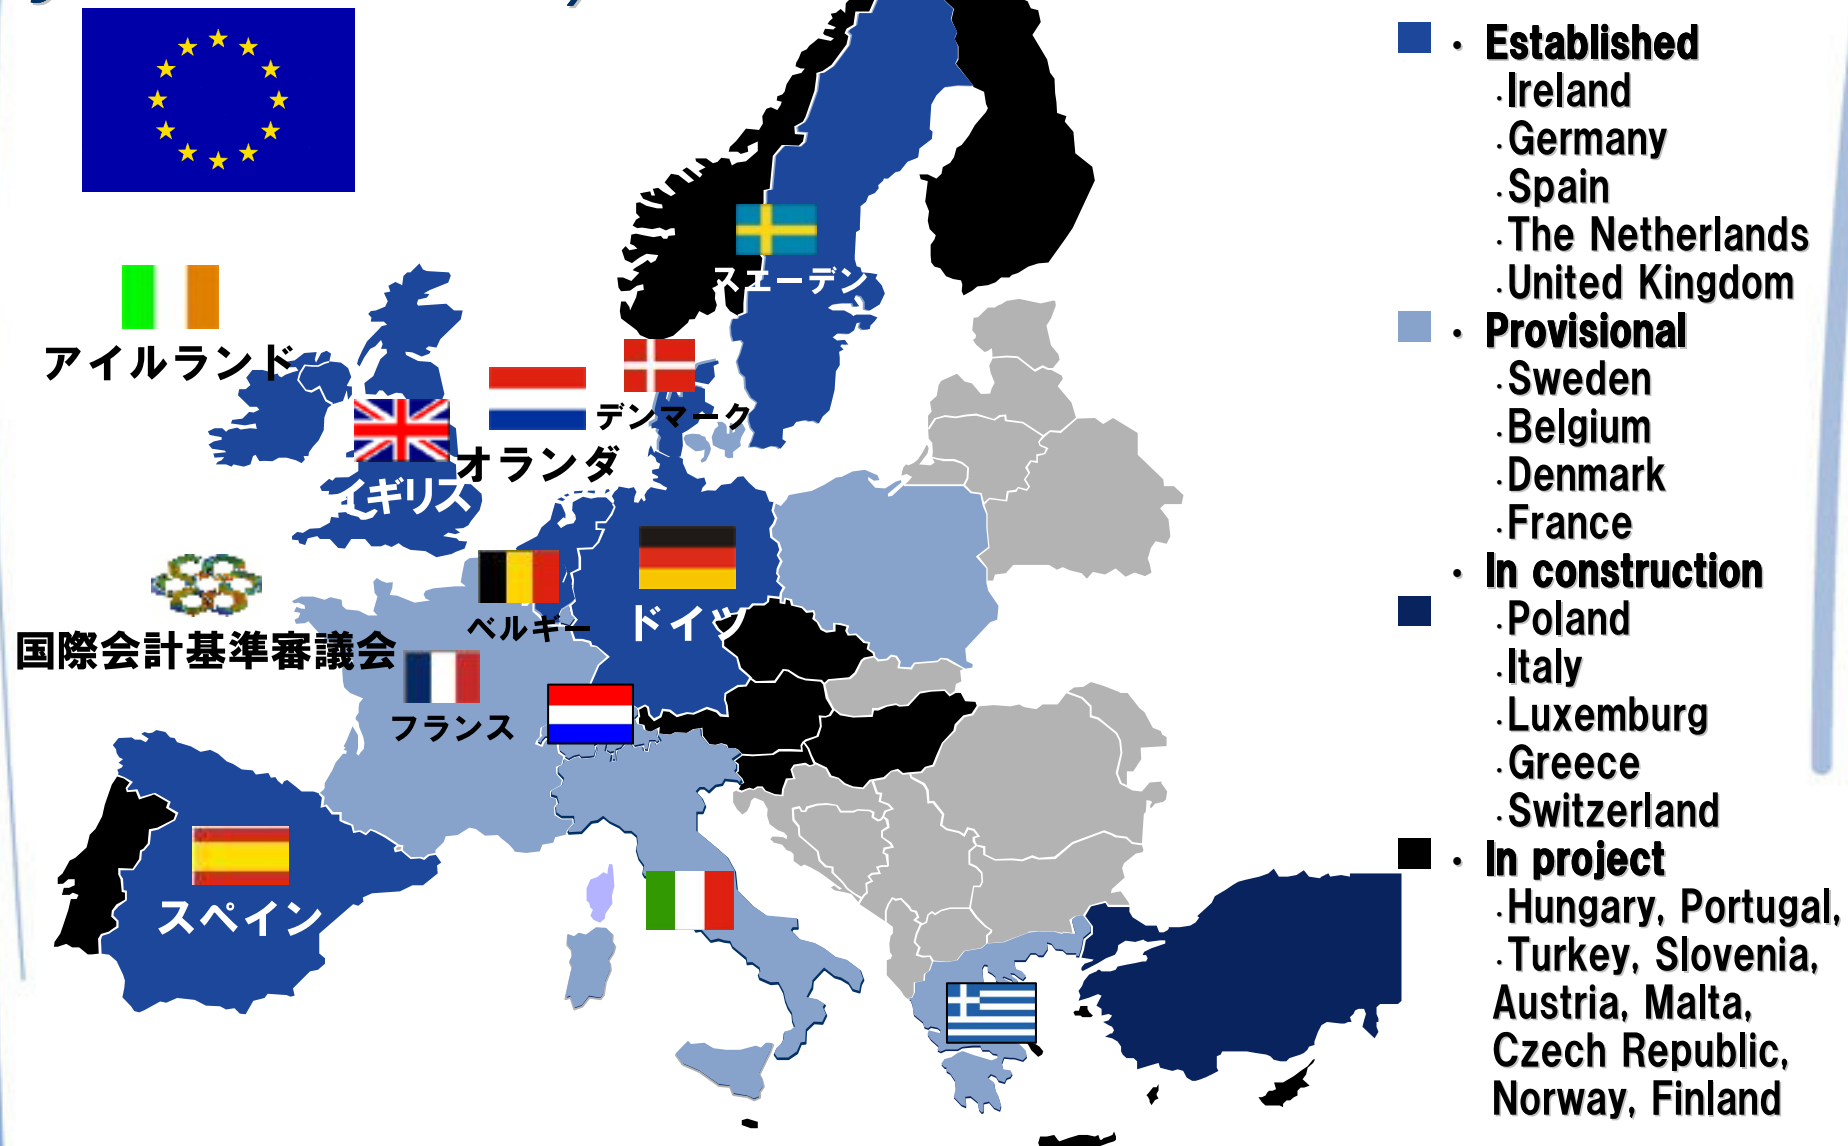 スエーデン
アイルランド
デンマーク
オランダ
イギリス
国際会計基準審議会
ベルギー
ドイツ
フランス
スペイン
• Established
·Ireland
·Germany
·Spain
·The Netherlands
·United Kingdom
• Provisional
·Sweden
·Belgium
·Denmark
·France
• In construction
·Poland
·Italy
·Luxemburg
·Greece
·Switzerland
• In project
·Hungary, Portugal,
·Turkey, Slovenia,
Austria, Malta,
Czech Republic,
Norway, Finland